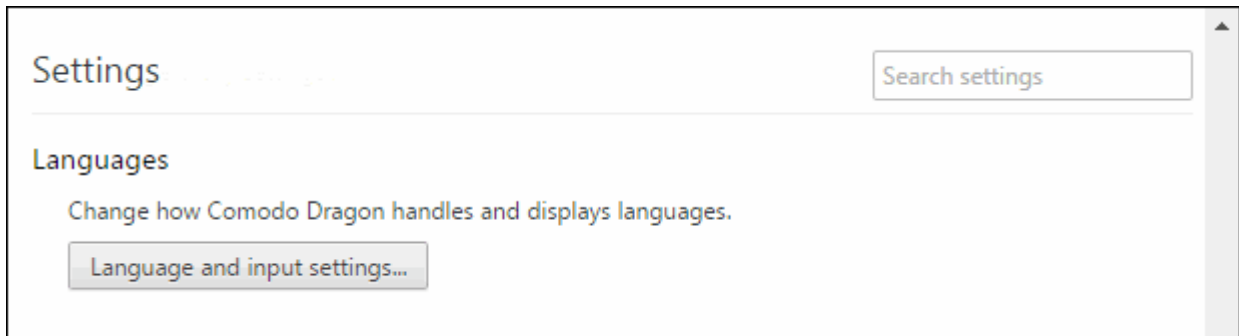 Settings
Search settings
Languages
Change how Comodo Dragon handles and displays languages.
Language and input settings...